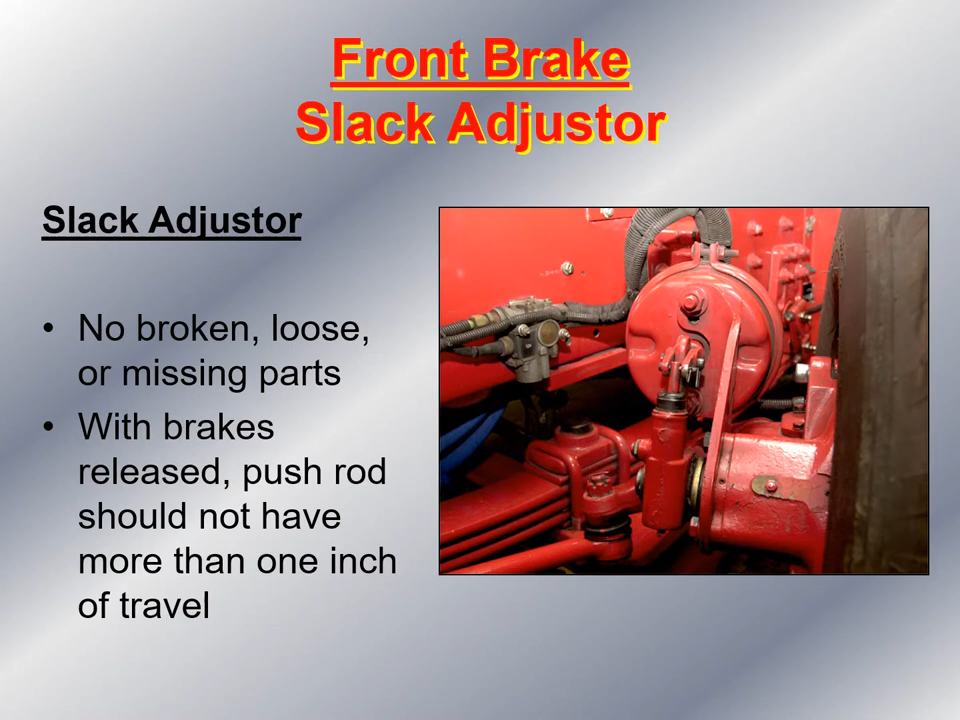 Front Brake
Slack Adjustor
Slack Adjustor
• No broken, loose,
or missing parts
• With brakes
released, push rod
should not have
more than one inch
of travel